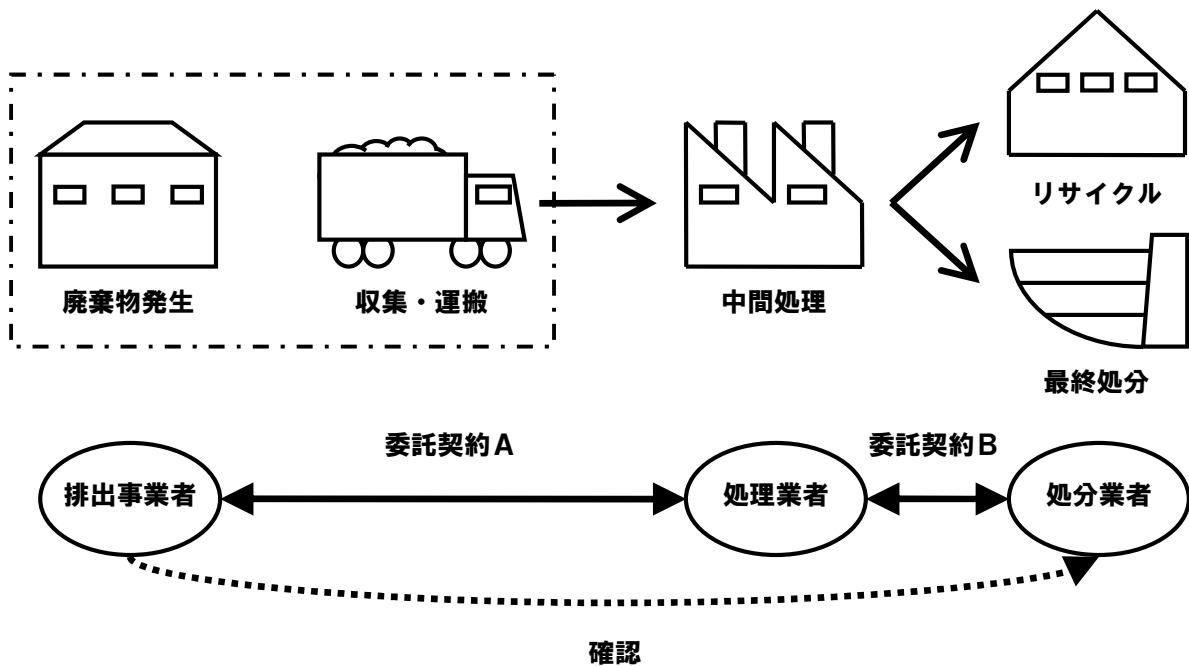 リサイクル
廃棄物発生
収集・運搬
中間処理
最終処分
委託契約A
委託契約B
排出事業者
処理業者
処分業者
確認